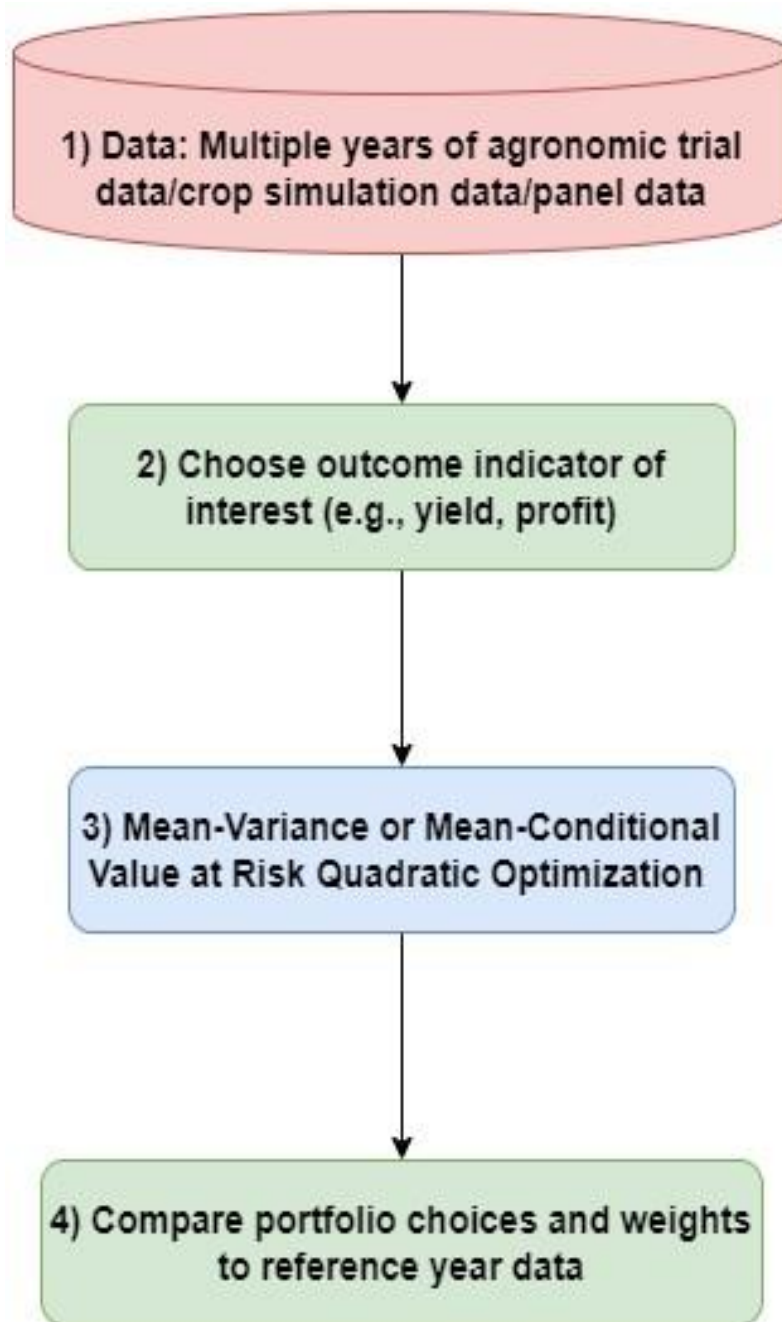 1) Data: Multiple years of agronomic trial
data/crop simulation data/panel data
2) Choose outcome indicator of
interest (e.g., yield, profit)
3) Mean-Variance or Mean-Conditional
Value at Risk Quadratic Optimization
4) Compare portfolio choices and weights
to reference year data